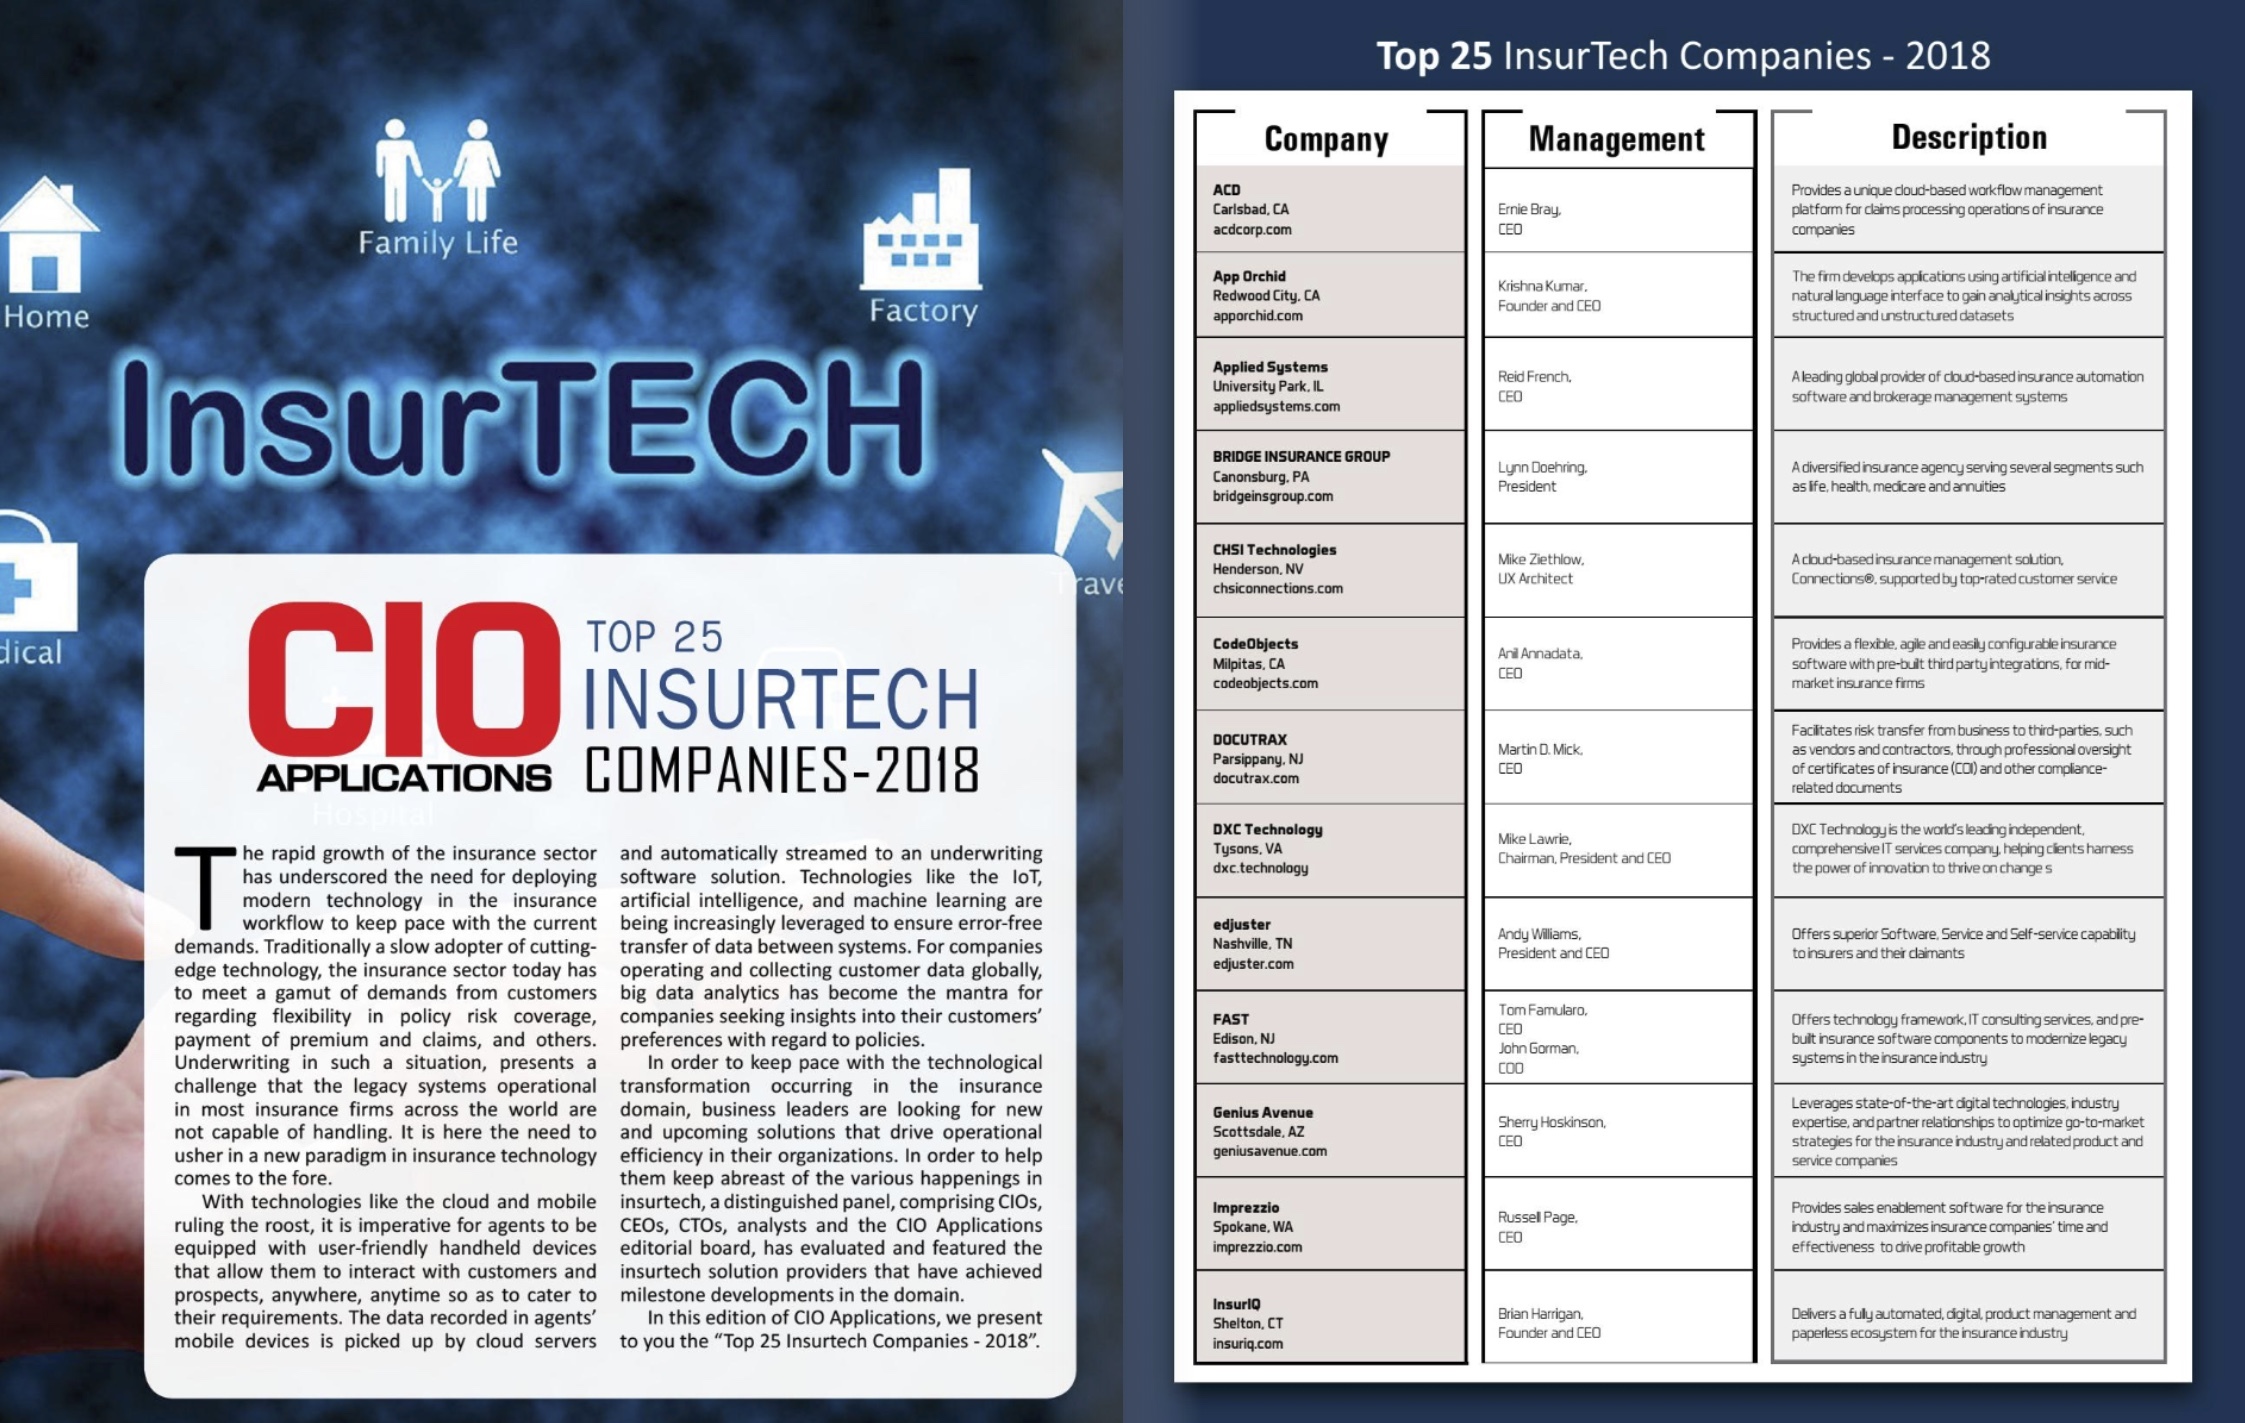 Family Life
Home
Factory
InsurTECH
Trave
dical
CIO
APPLICATIONS
TOP 25
INSURTECH
COMPANIES-2018
Hospital
The rapid growth of the insurance sector
has underscored the need for deploying
modern technology in the insurance
workflow to keep pace with the current
demands. Traditionally a slow adopter of cutting-
edge technology, the insurance sector today has
to meet a gamut of demands from customers
regarding flexibility in policy risk coverage,
payment of premium and claims, and others.
Underwriting in such a situation, presents a
challenge that the legacy systems operational
in most insurance firms across the world are
not capable of handling. It is here the need to
usher in a new paradigm in insurance technology
comes to the fore.
With technologies like the cloud and mobile
ruling the roost, it is imperative for agents to be
equipped with user-friendly handheld devices
that allow them to interact with customers and
prospects, anywhere, anytime so as to cater to
their requirements. The data recorded in agents’
mobile devices is picked up by cloud servers
and automatically streamed to an underwriting
software solution. Technologies like the IoT,
artificial intelligence, and machine learning are
being increasingly leveraged to ensure error-free
transfer of data between systems. For companies
operating and collecting customer data globally,
big data analytics has become the mantra for
companies seeking insights into their customers’
preferences with regard to policies.
In order to keep pace with the technological
transformation occurring in the insurance
domain, business leaders are looking for new
and upcoming solutions that drive operational
efficiency in their organizations. In order to help
them keep abreast of the various happenings in
insurtech, a distinguished panel, comprising CIOs,
CEOs, CTOs, analysts and the CIO Applications
editorial board, has evaluated and featured the
insurtech solution providers that have achieved
milestone developments in the domain.
In this edition of CIO Applications, we present
to you the “Top 25 Insurtech Companies - 2018”.
Top 25 InsurTech Companies - 2018
Company
Management
Description
ACD
Carlsbad, CA
acdcorp.com
Ernie Bray,
CEO
Provides a unique cloud-based workflow management
platform for claims processing operations of insurance
companies
App Orchid
Redwood City, CA
apporchid.com
Krishna Kumar,
Founder and CEO
The firm develops applications using artificial intelligence and
natural language interface to gain analytical insights across
structured and unstructured datasets
Applied Systems
University Park, IL
appliedsystems.com
Reid French,
CEO
A leading global provider of cloud-based insurance automation
software and brokerage management systems
BRIDGE INSURANCE GROUP
Canonsburg, PA
bridgeinsgroup.com
Lynn Doehring,
President
A diversified insurance agency serving several segments such
as life, health, medicare and annuities
CHSI Technologies
Henderson, NV
chsiconnections.com
Mike Ziethlow,
UX Architect
A cloud-based insurance management solution,
Connections®, supported by top-rated customer service
CodeObjects
Milpitas, CA
codeobjects.com
Anil Annadata,
CEO
Provides a flexible, agile and easily configurable insurance
software with pre-built third party integrations, for mid-
market insurance firms
DOCUTRAX
Parsippany, NJ
docutrax.com
Martin D. Mick,
CEO
Facilitates risk transfer from business to third-parties, such
as vendors and contractors, through professional oversight
of certificates of insurance (COI) and other compliance-
related documents
DXC Technology
Tysons, VA
dxc.technology
Mike Lawrie,
Chairman, President and CEO
DXC Technology is the world's leading independent,
comprehensive IT services company, helping clients harness
the power of innovation to thrive on change s
edjuster
Nashville, TN
edjuster.com
Andy Williams,
President and CEO
Offers superior Software, Service and Self-service capability
to insurers and their claimants
FAST
Edison, NJ
fasttechnology.com
Tom Famularo,
CEO
John Gorman,
COO
Offers technology framework, IT consulting services, and pre-
built insurance software components to modernize legacy
systems in the insurance industry
Genius Avenue
Scottsdale, AZ
geniusavenue.com
Sherry Hoskinson,
CEO
Leverages state-of-the-art digital technologies, industry
expertise, and partner relationships to optimize go-to-market
strategies for the insurance industry and related product and
service companies
Imprezzio
Spokane, WA
imprezzio.com
Russell Page,
CEO
Provides sales enablement software for the insurance
industry and maximizes insurance companies' time and
effectiveness to drive profitable growth
InsurIQ
Shelton, CT
insuriq.com
Brian Harrigan,
Founder and CEO
Delivers a fully automated, digital, product management and
paperless ecosystem for the insurance industry